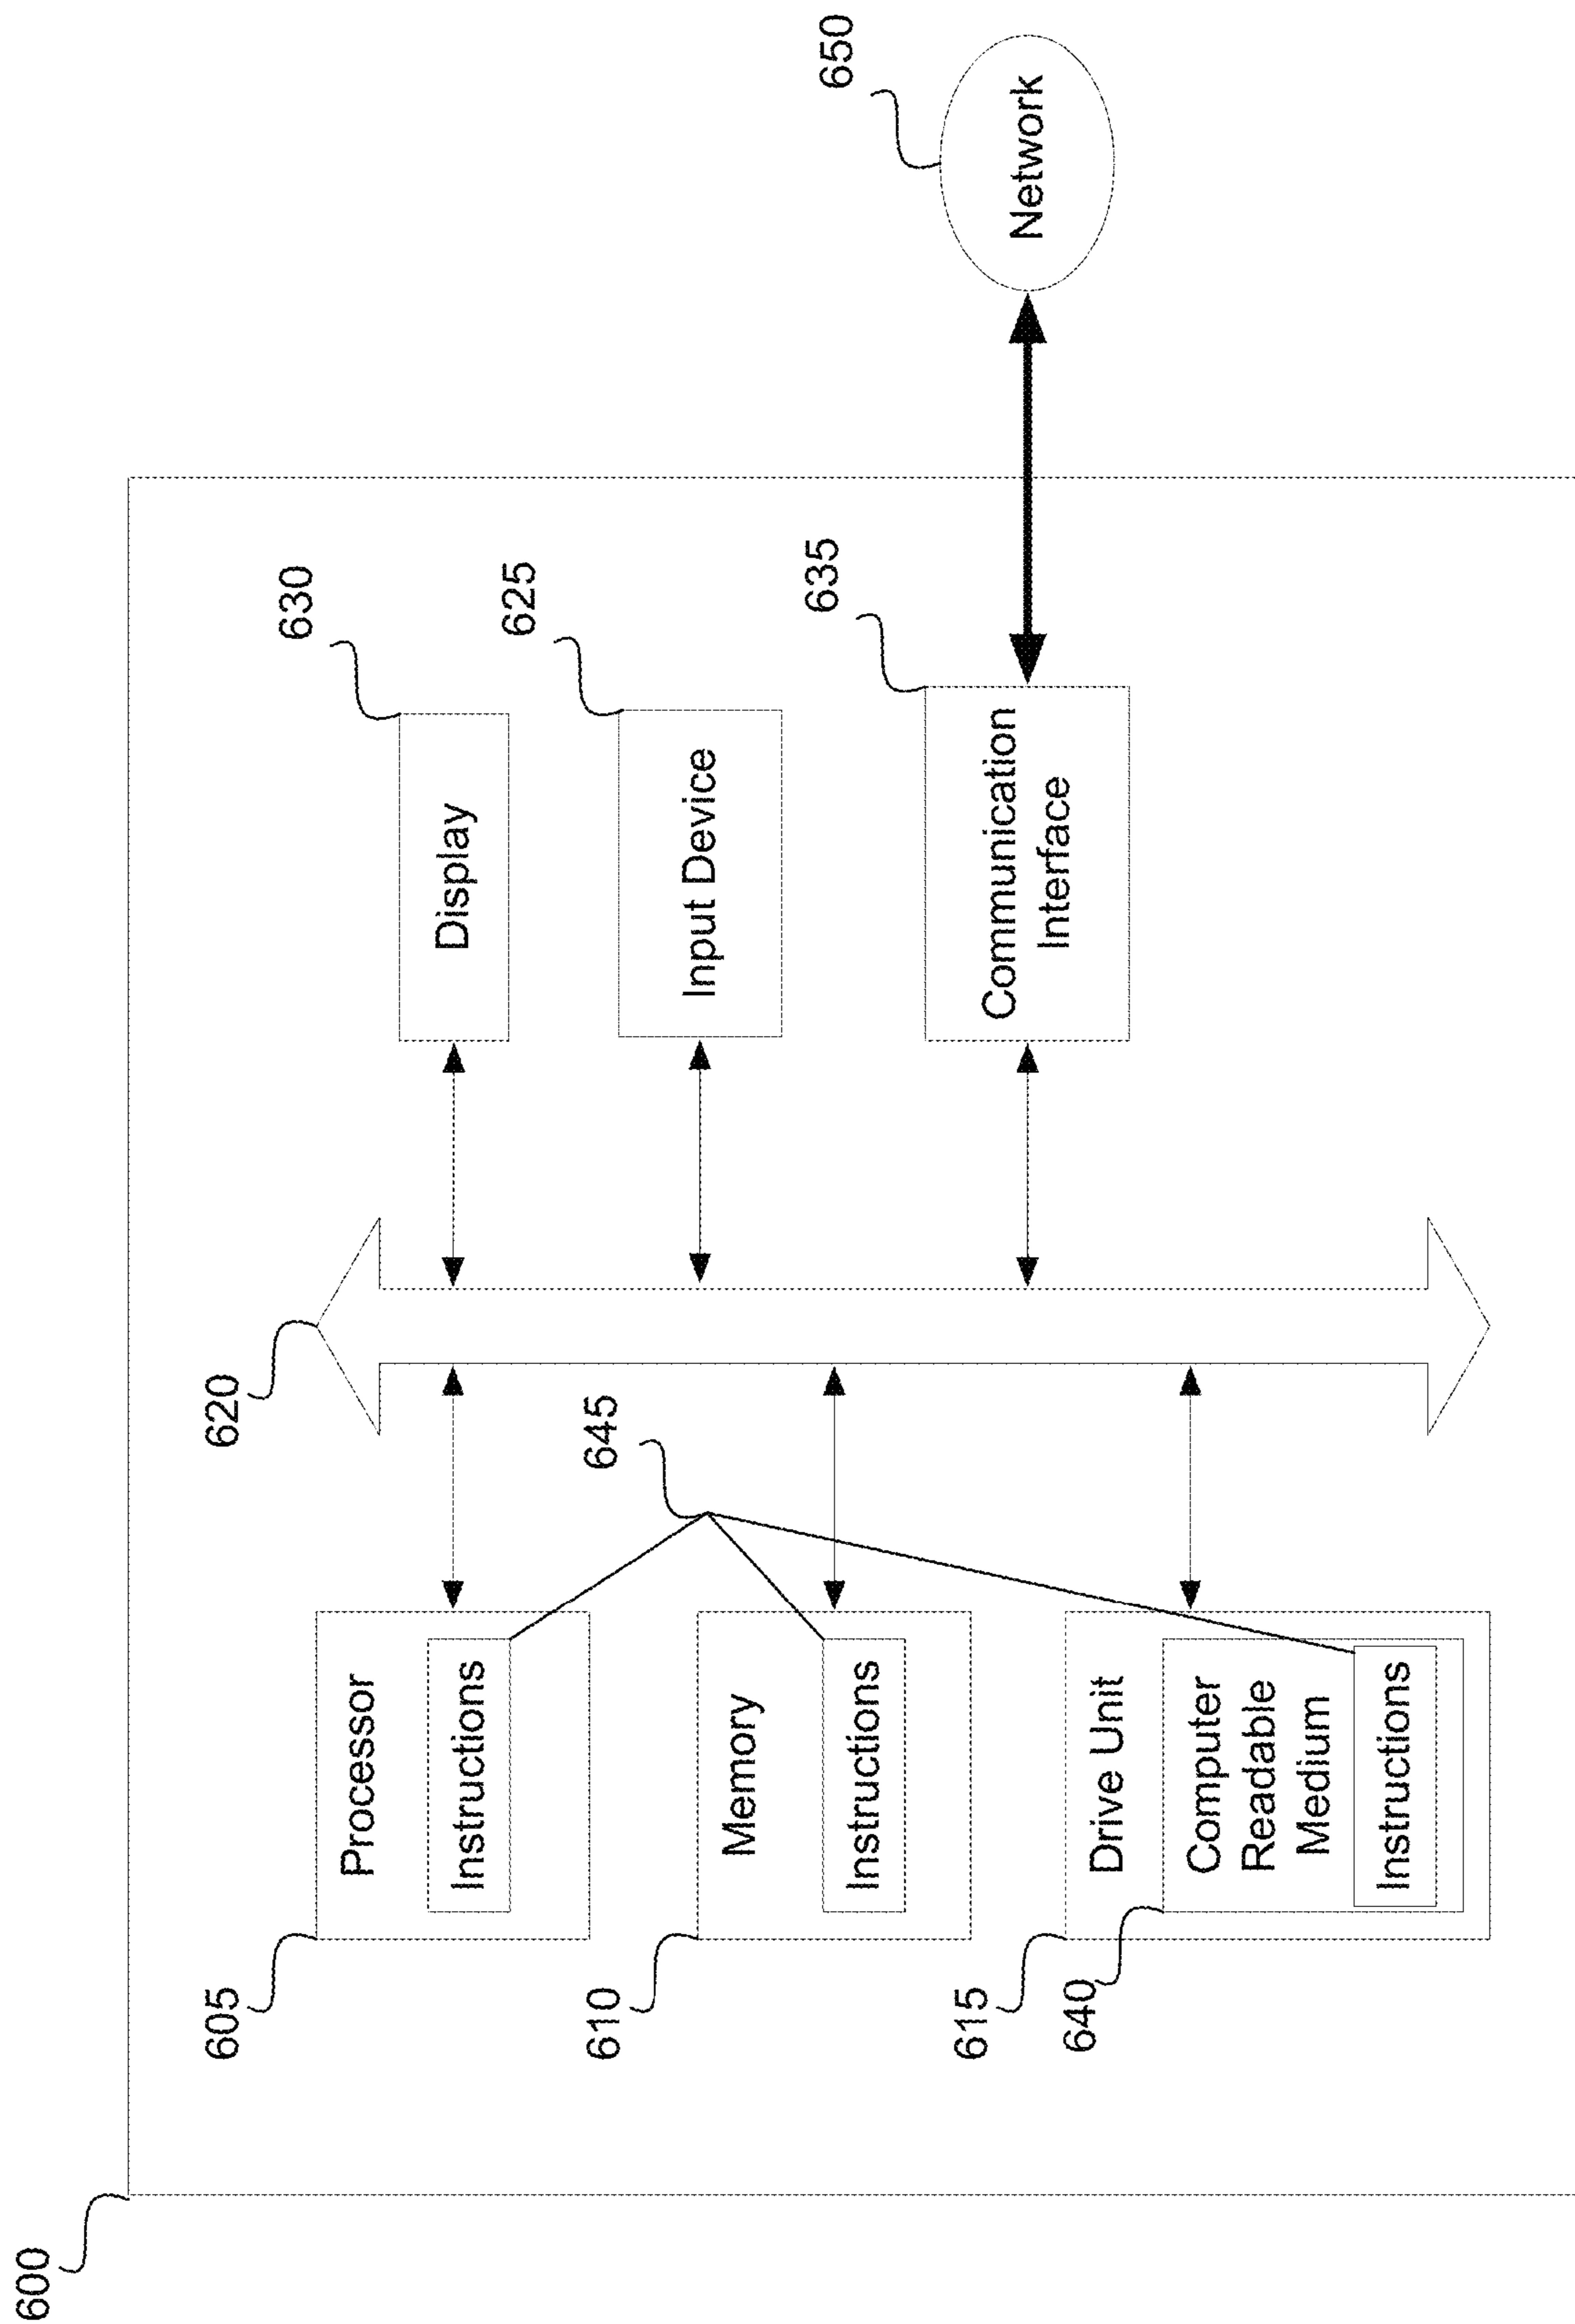 600
605
Processor
Instructions
610
Memory
Instructions
615
640
Drive Unit
Computer
Readable
Medium
Instructions
645
620
630
Display
625
Input Device
635
Communication
Interface
650
Network